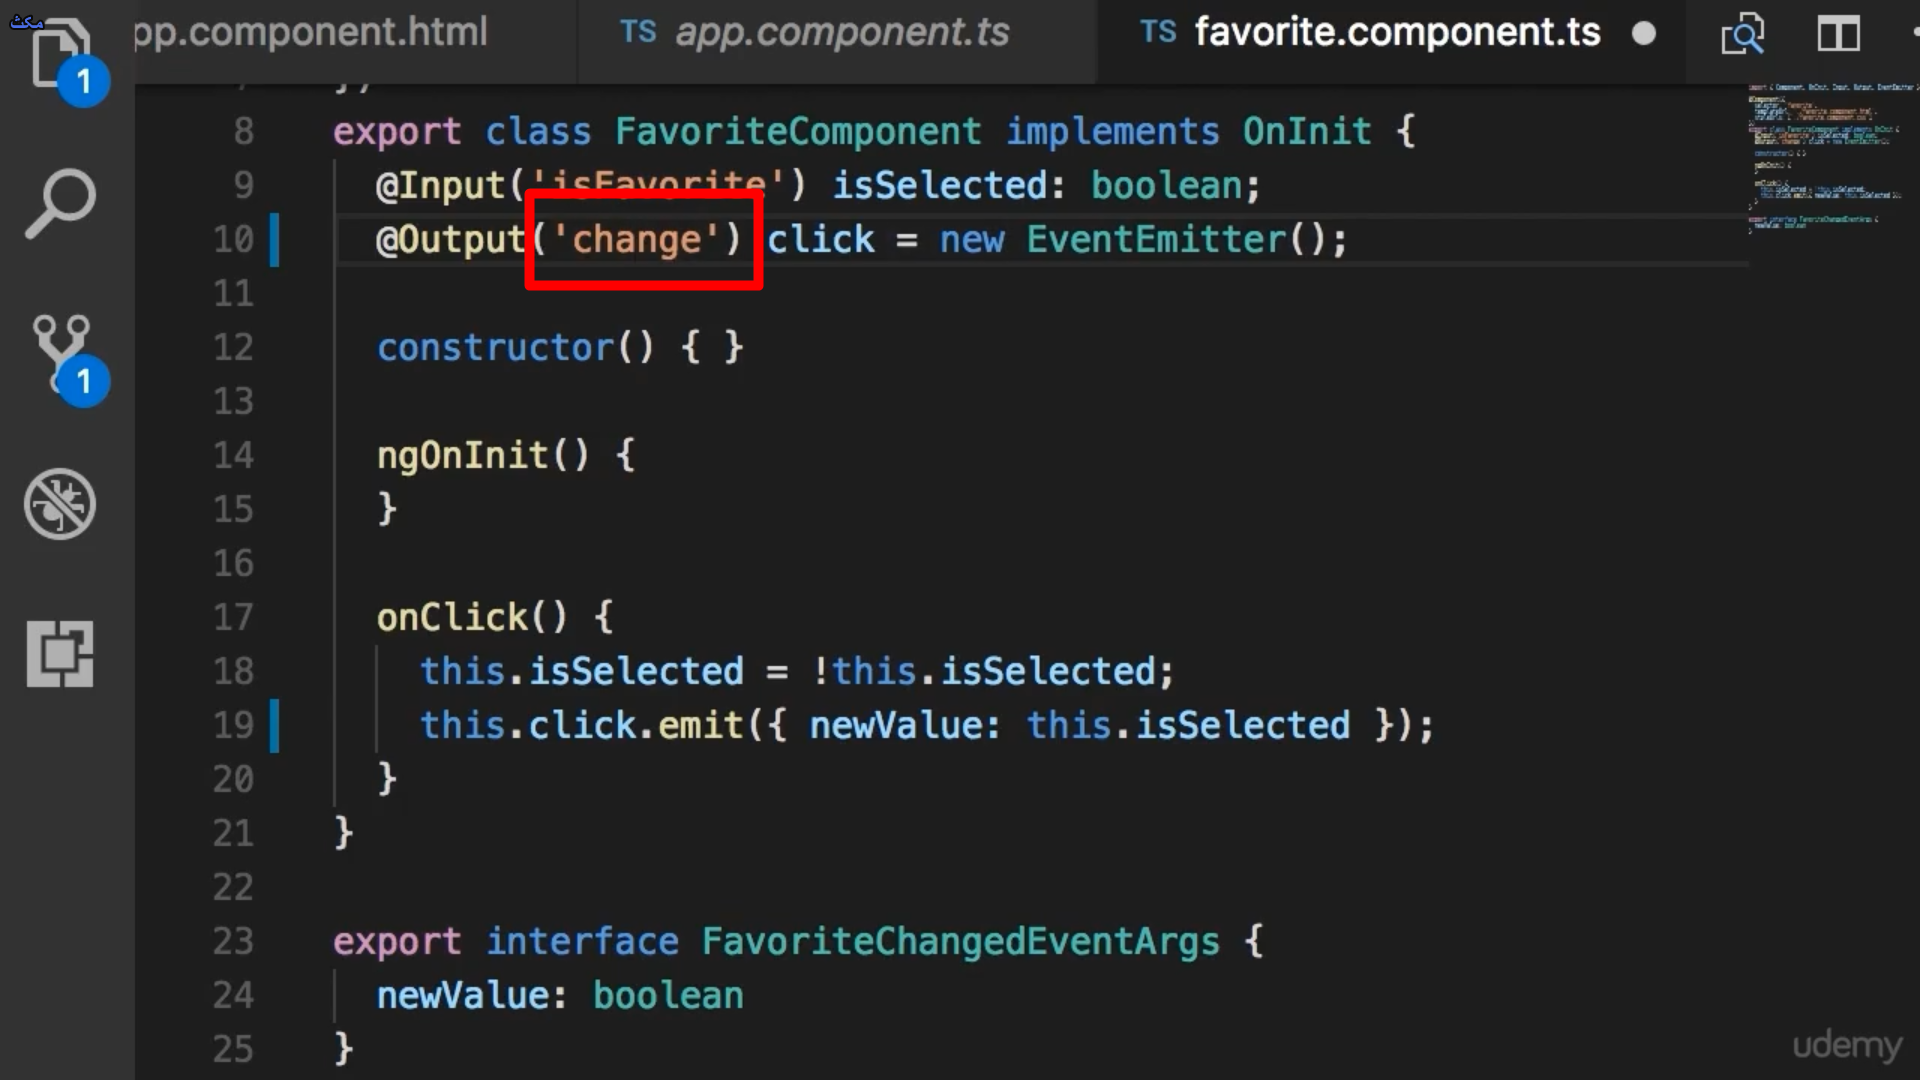 مكث
pp.component.html
TS app.component.ts
TS favorite.component.ts
1
8 export class FavoriteComponent implements OnInit {
9 @Input('isFavorite') isSelected: boolean;
10 @Output('change') click = new EventEmitter();
11
12 constructor() { }
13
14 ngOnInit() {
15 }
16
17 onClick() {
18 this.isSelected = !this.isSelected;
19 this.click.emit({ newValue: this.isSelected });
20 }
21 }
22
23 export interface FavoriteChangedEventArgs {
24 newValue: boolean
25 }
1
udemy